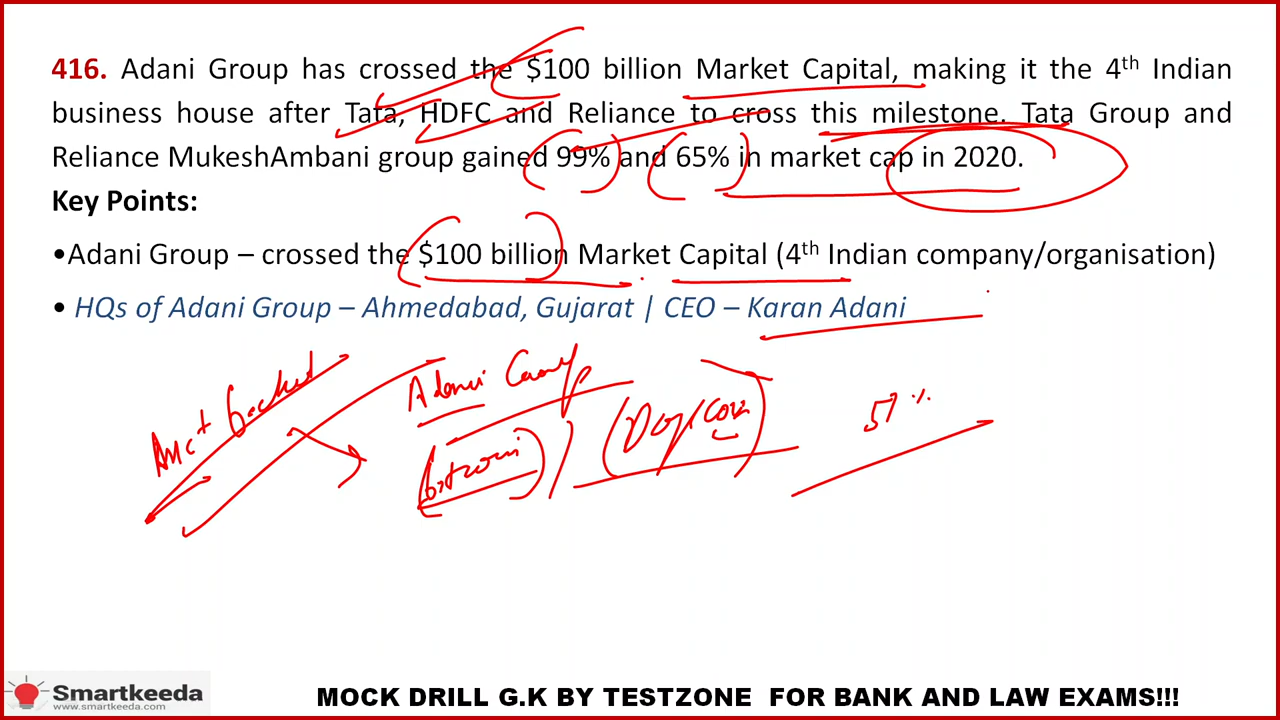 416. Adani Group has crossed the $100 billion Market Capital, making it the 4th Indian
business house after Tata, HDFC and Reliance to cross this milestone. Tata Group and
Reliance MukeshAmbani group gained 99% and 65% in market cap in 2020.
Key Points:
•Adani Group – crossed the $100 billion Market Capital (4th Indian company/organisation)
• HQs of Adani Group – Ahmedabad, Gujarat | CEO – Karan Adani
Adani
Smartkeeda
www.smartkeeda.com
MOCK DRILL G.K BY TESTZONE FOR BANK AND LAW EXAMS!!!